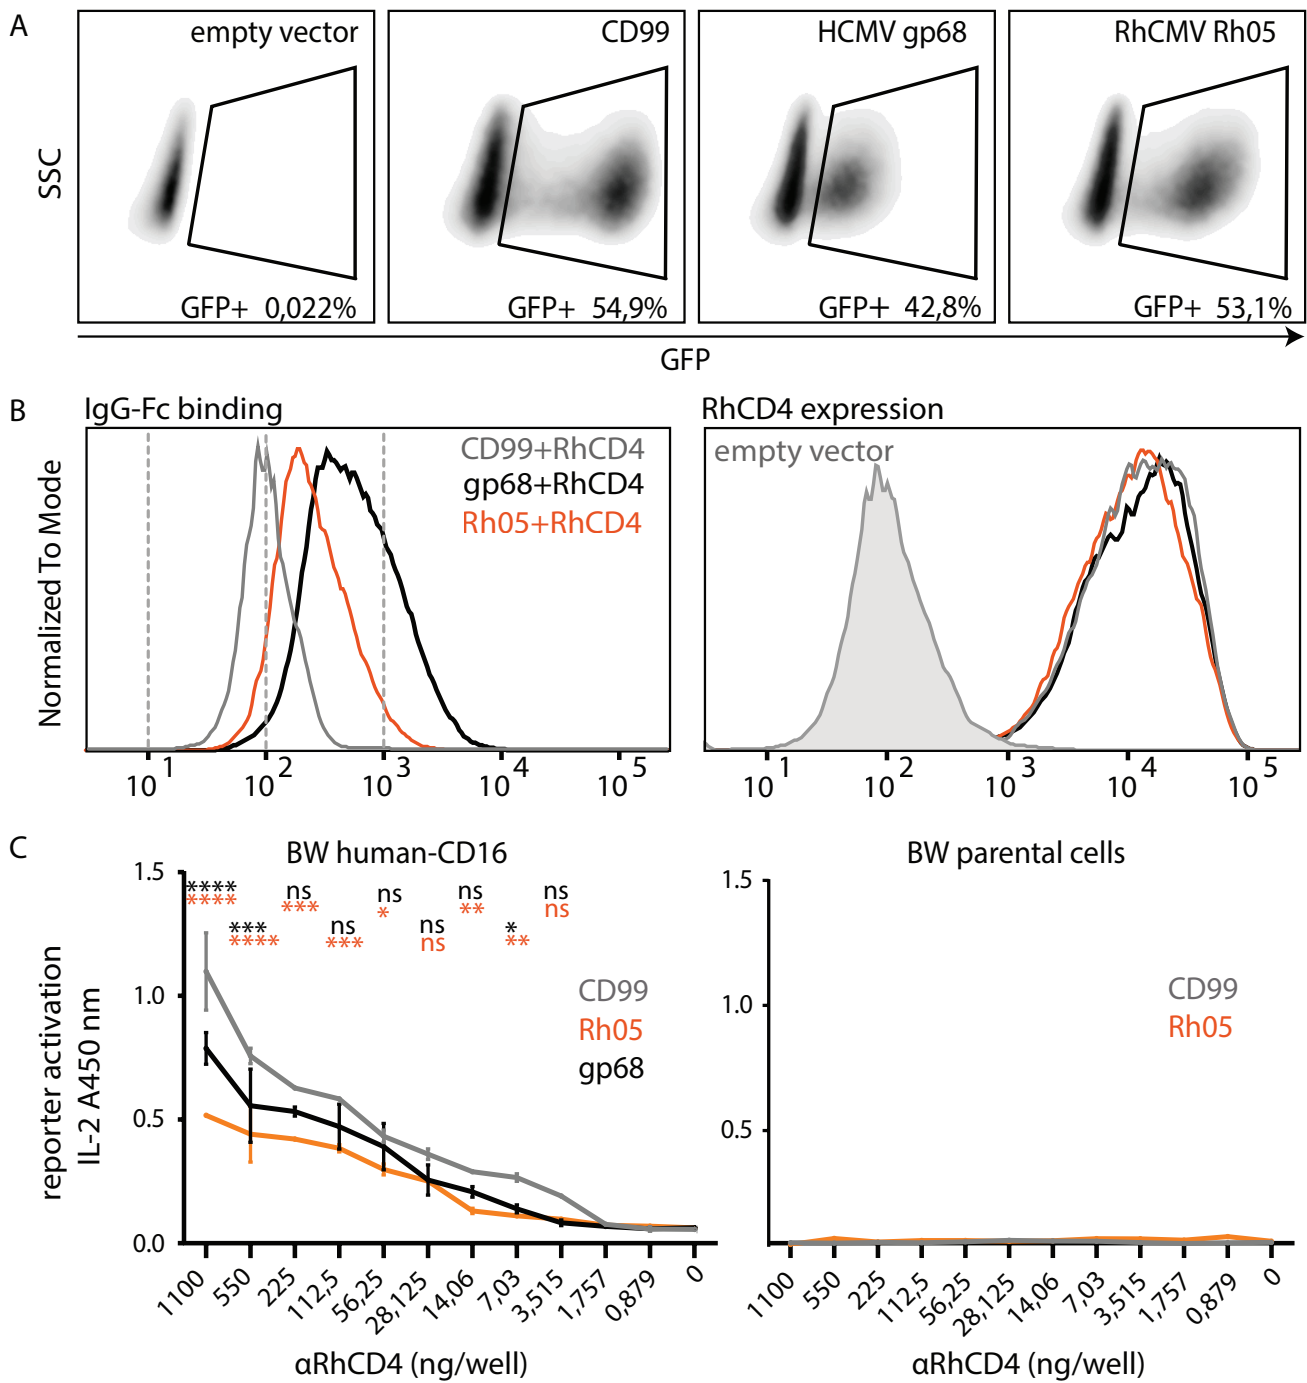 A
empty vector
CD99
HCMV gp68
RhCMV Rh05
SSC
GFP+ 0,022%
GFP+ 54,9%
GFP+ 42,8%
GFP+ 53,1%
GFP
B
IgG-Fc binding
RhCD4 expression
Normalized To Mode
CD99+RhCD4
gp68+RhCD4
Rh05+RhCD4
empty vector
10 1 10 2 10 3 10 4 10 5
10 1 10 2 10 3 10 4 10 5
C
BW human-CD16
BW parental cells
reporter activation
IL-2 A450 nm
1.5
1.0
0.5
0.0
**** *** ns ns ns ns ns * ns
**** **** *** *** * ns ** ** ns
CD99
Rh05
gp68
1100 550 225 112,5 56,25 28,125 14,06 7,03 3,515 1,757 0,879 0
αRhCD4 (ng/well)
1.5
1.0
0.5
CD99
Rh05
1100 550 225 112,5 56,25 28,125 14,06 7,03 3,515 1,757 0,879 0
αRhCD4 (ng/well)